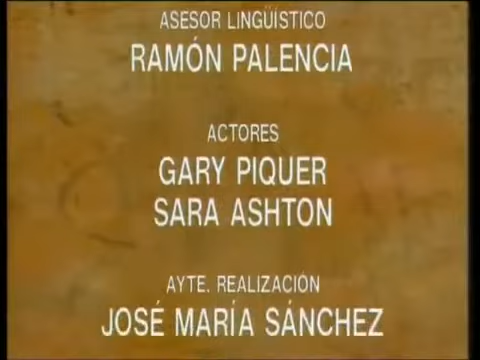 ASESOR LINGÜÍSTICO
RAMÓN PALENCIA
ACTORES
GARY PIQUER
SARA ASHTON
AYTE. REALIZACIÓN
JOSÉ MARÍA SÁNCHEZ